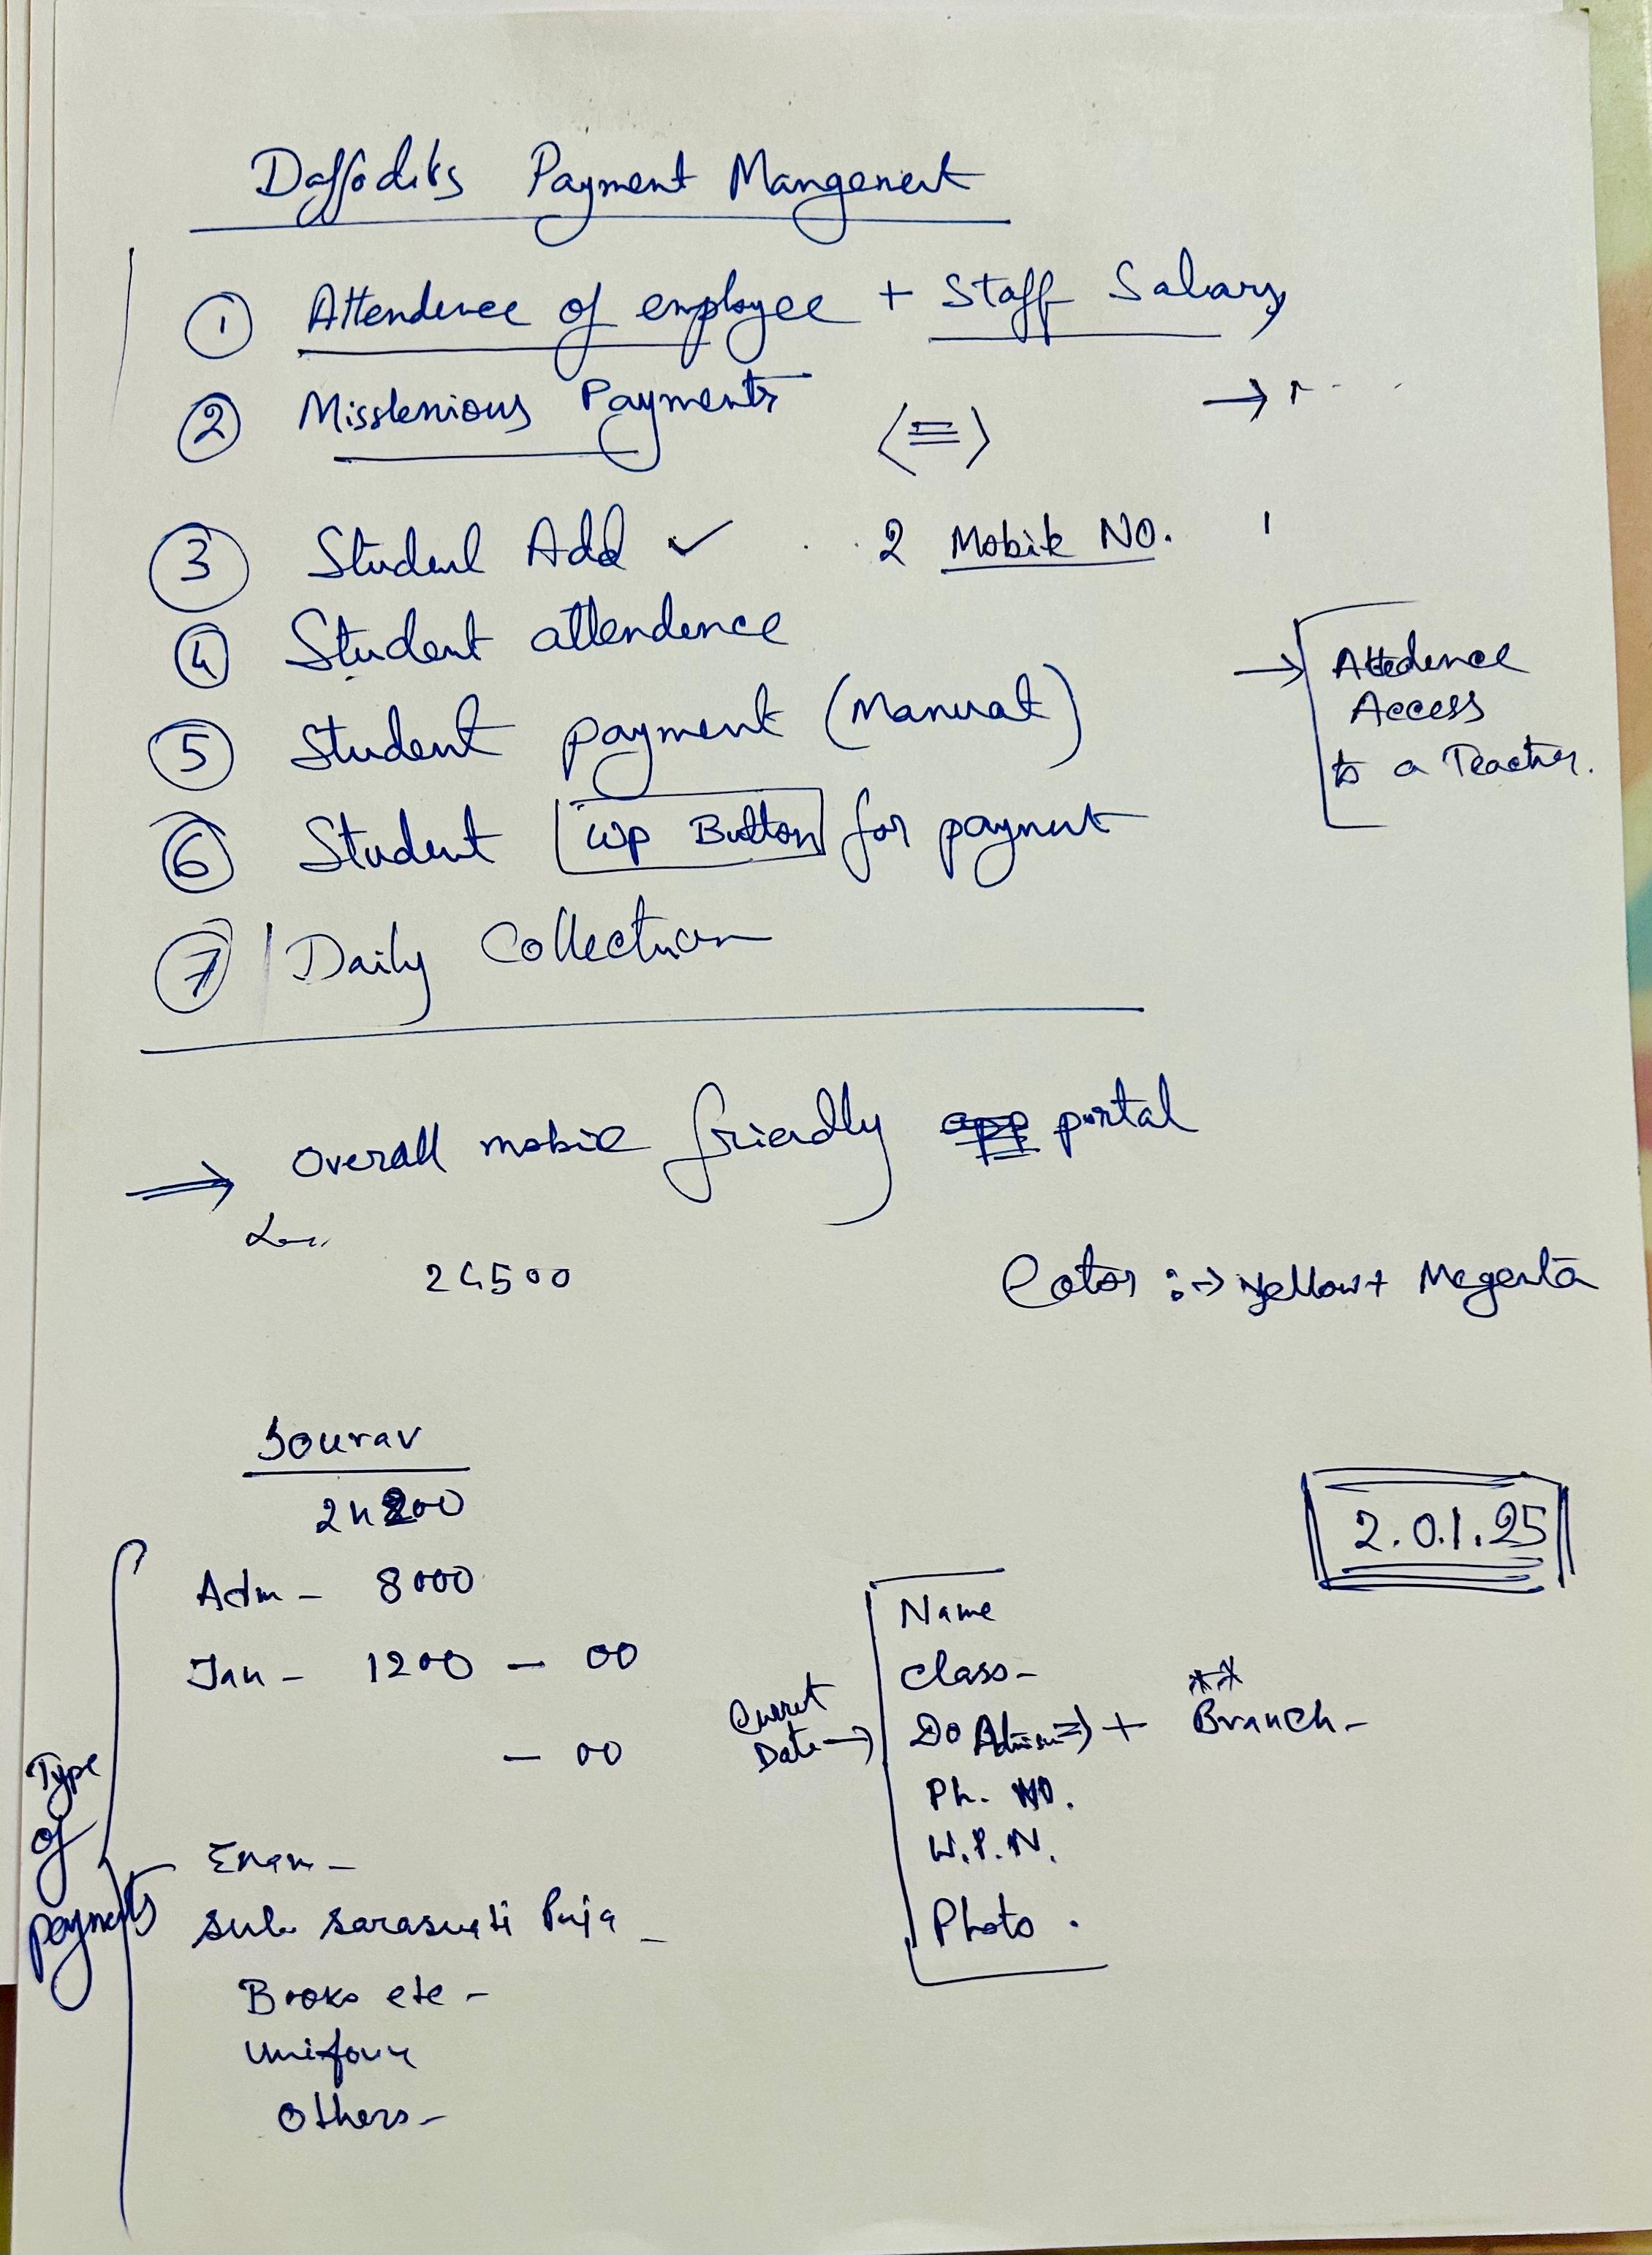 Daffodils Payment Mangement
① Attendence of employee + Staff Salary
② Misslenious Payments
③ Student Add ✓ 2 Mobile NO.
④ Student attendence
→ Attedence
Access
to a Teacher.
⑤ Student payment (Manual)
⑥ Student WP Button for payment
⑦ Daily Collection
⇒ Overall mobile friendly portal
24500
Color :→ Yellow + Magenta
Sourav
24200
2.01.25
Type of payments
Adm - 8000
Jan - 1200 - 00
- 00
Exam -
Sub Saraswati Puja -
Books etc -
Uniform
Others -
Name
Class -
Current Date → Do Admissn ⇒ + ** Branch -
Ph. NO.
W.P.N.
Photo .